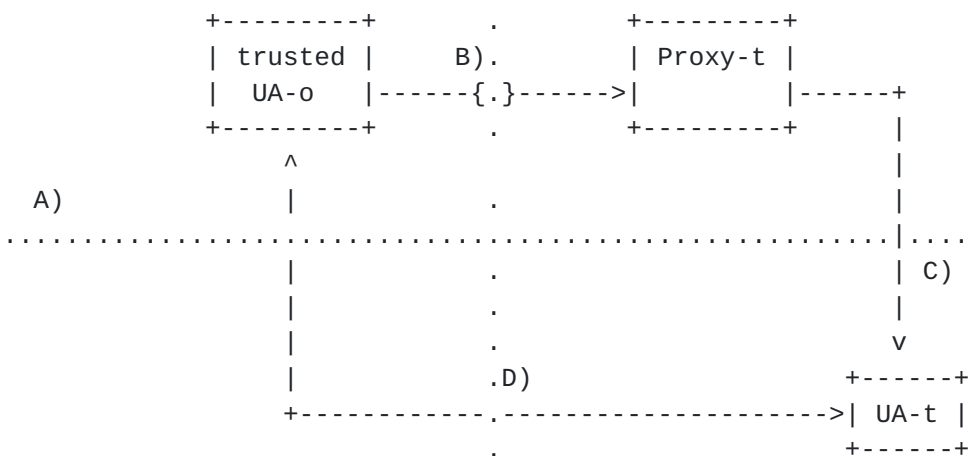 +---------+        .        +---------+
| trusted |     B).       | Proxy-t |
|  UA-o   |------{.}------>|         |------+
+---------+       .        +---------+      |
^                                       |
A)               |            .                          |
..........................................................|....
|            .                          | C)
|            .                          |
|            .                          v
|            .D)                    +------+
+------------.--------------------->| UA-t |
.                     +------+